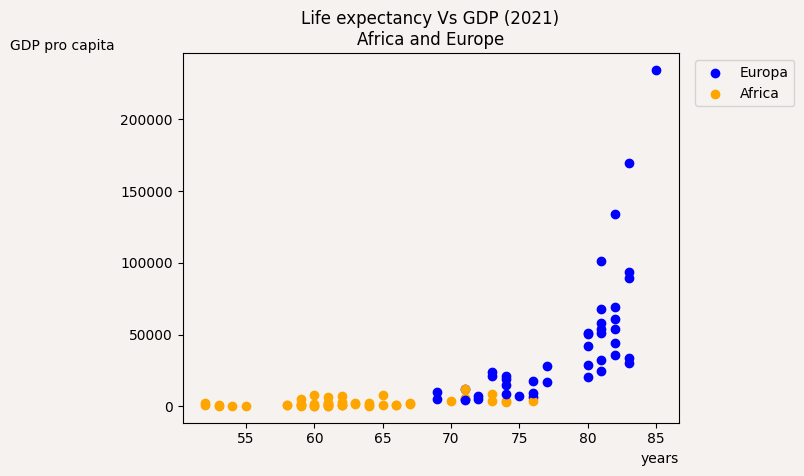 Life expectancy Vs GDP (2021)
Africa and Europe
GDP pro capita
Europa
Africa
200000
150000
100000
50000
0
55 60 65 70 75 80 85
years